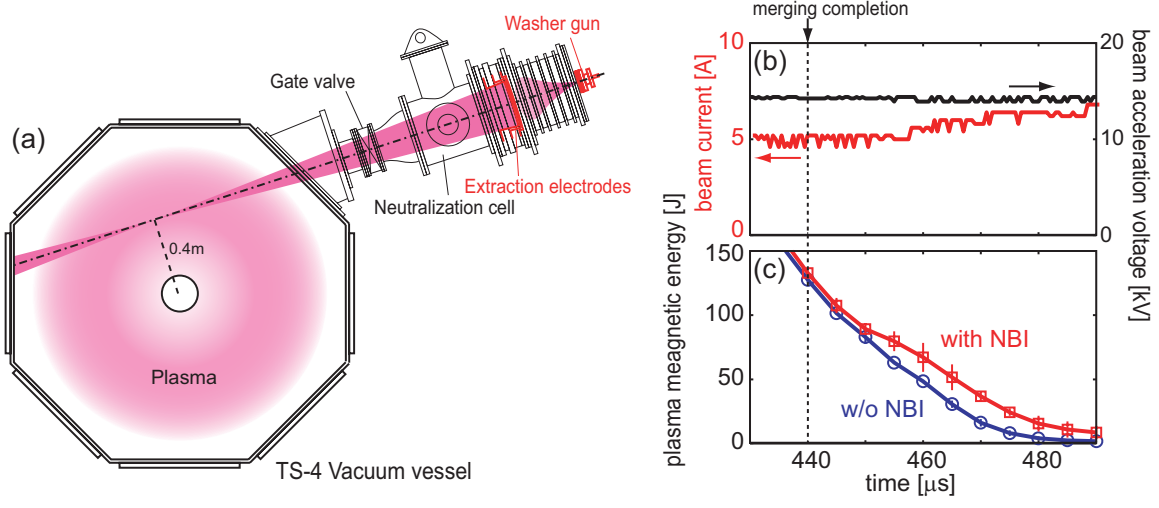 (a)
Washer gun
Gate valve
Extraction electrodes
Neutralization cell
0.4m
Plasma
TS-4 Vacuum vessel
merging completion
(b)
beam current [A]
10
5
0
beam acceleration voltage [kV]
20
10
0
(c)
plasma meagnetic energy [J]
150
100
50
0
with NBI
w/o NBI
440
460
480
time [μs]